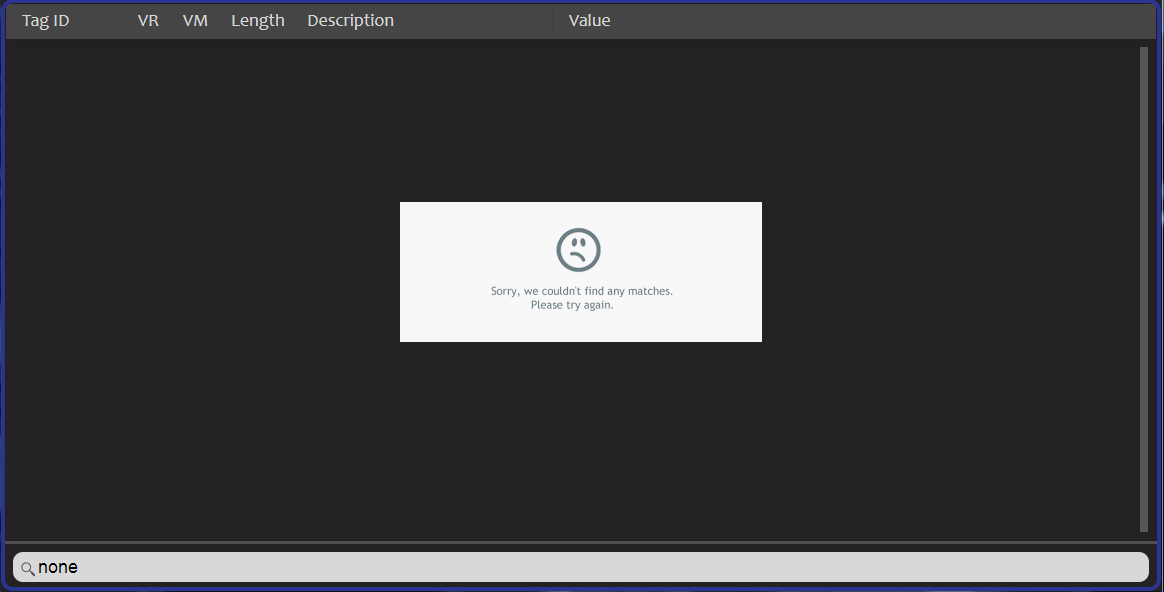 Tag ID VR VM Length Description Value
Sorry, we couldn't find any matches.
Please try again.
none